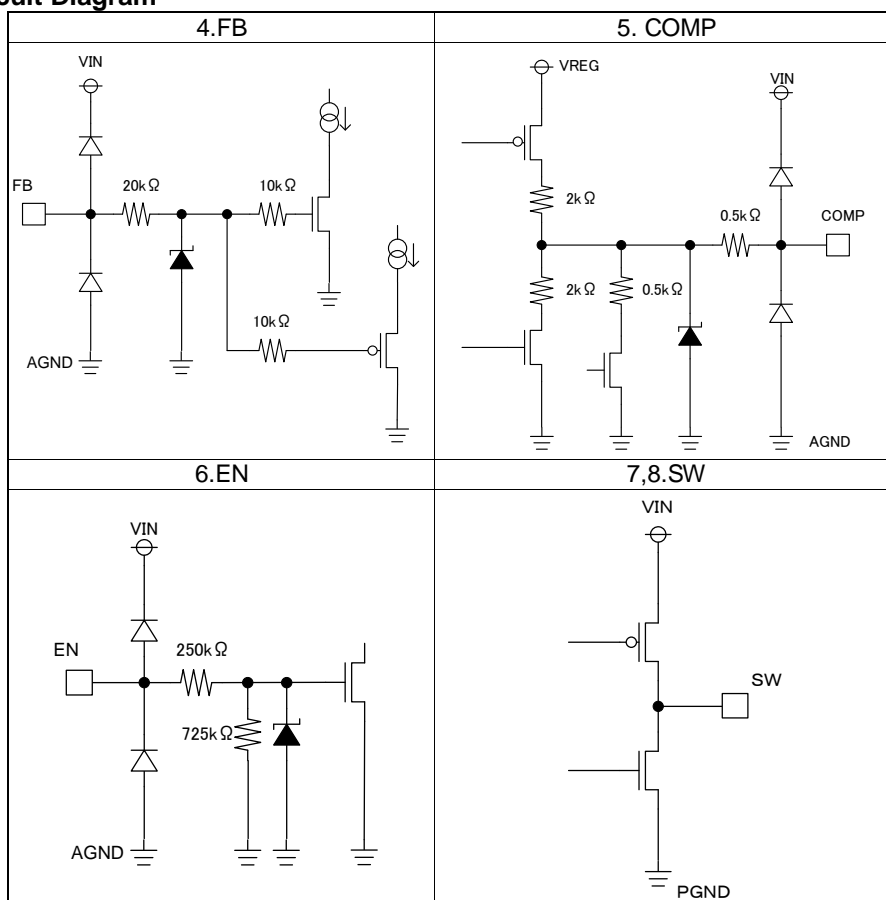 cuit Diagram
4.FB
5. COMP
VIN
FB
20kΩ
10kΩ
10kΩ
AGND
VREG
VIN
2kΩ
0.5kΩ
COMP
2kΩ
0.5kΩ
AGND
6.EN
7,8.SW
VIN
EN
250kΩ
725kΩ
AGND
VIN
SW
PGND